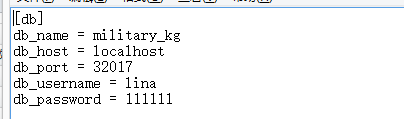 [db]
db_name = military_kg
db_host = localhost
db_port = 32017
db_username = lina
db_password = 111111